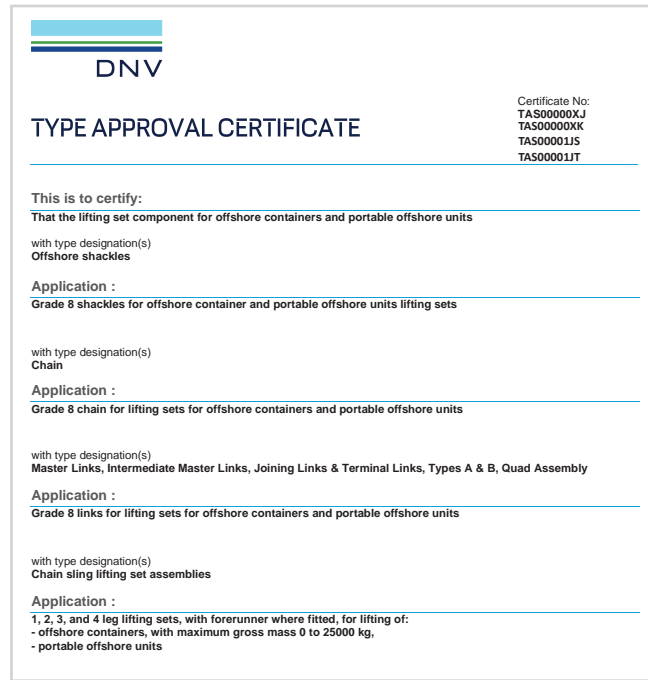 DNV
TYPE APPROVAL CERTIFICATE
Certificate No:
TAS00000XJ
TAS00000XK
TAS00001JS
TAS00001JT
This is to certify:
That the lifting set component for offshore containers and portable offshore units
with type designation(s)
Offshore shackles
Application :
Grade 8 shackles for offshore container and portable offshore units lifting sets
with type designation(s)
Chain
Application :
Grade 8 chain for lifting sets for offshore containers and portable offshore units
with type designation(s)
Master Links, Intermediate Master Links, Joining Links & Terminal Links, Types A & B, Quad Assembly
Application :
Grade 8 links for lifting sets for offshore containers and portable offshore units
with type designation(s)
Chain sling lifting set assemblies
Application :
1, 2, 3, and 4 leg lifting sets, with forerunner where fitted, for lifting of:
- offshore containers, with maximum gross mass 0 to 25000 kg,
- portable offshore units